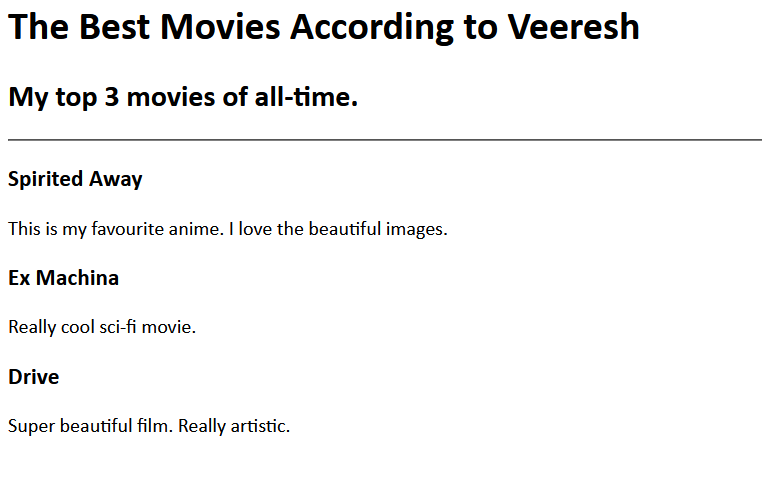 The Best Movies According to Veeresh
My top 3 movies of all-time.
Spirited Away
This is my favourite anime. I love the beautiful images.
Ex Machina
Really cool sci-fi movie.
Drive
Super beautiful film. Really artistic.